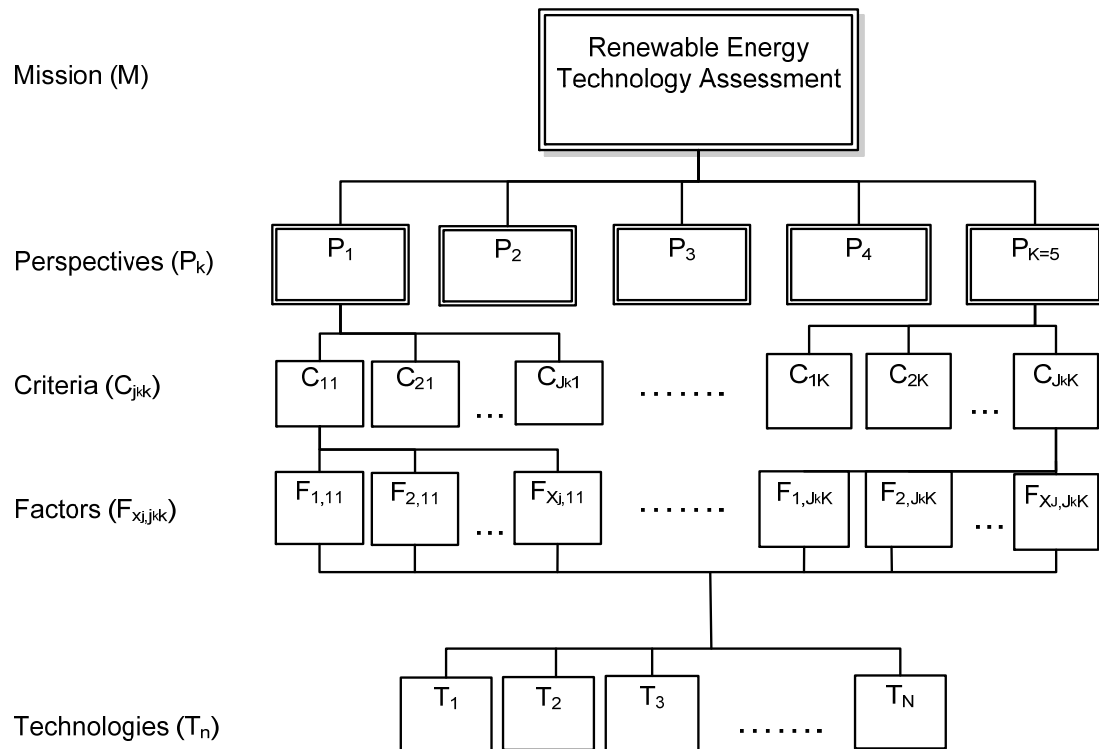 Renewable Energy
Technology Assessment
Mission (M)
Perspectives (Pk)
P1 P2 P3 P4 PK=5
Criteria (Cjkk)
C11 C21 ... CJk1 ....... C1K C2K ... CJkK
Factors (Fxj,jkk)
F1,11 F2,11 ... FXj,11 ....... F1,JkK F2,JkK ... FXJ,JkK
Technologies (Tn)
T1 T2 T3 ....... TN